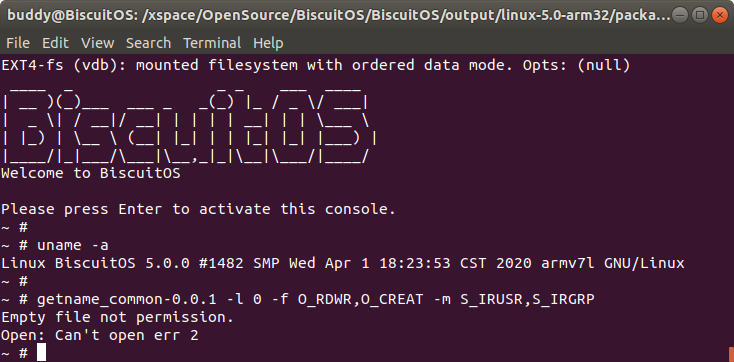 buddy@BiscuitOS: /xspace/OpenSource/BiscuitOS/BiscuitOS/output/linux-5.0-arm32/packa...
File Edit View Search Terminal Help
EXT4-fs (vdb): mounted filesystem with ordered data mode. Opts: (null)
BiscuitOS
Welcome to BiscuitOS
Please press Enter to activate this console.
~ #
~ # uname -a
Linux BiscuitOS 5.0.0 #1482 SMP Wed Apr 1 18:23:53 CST 2020 armv7l GNU/Linux
~ #
~ # getname_common-0.0.1 -l 0 -f O_RDWR,O_CREAT -m S_IRUSR,S_IRGRP
Empty file not permission.
Open: Can't open err 2
~ #